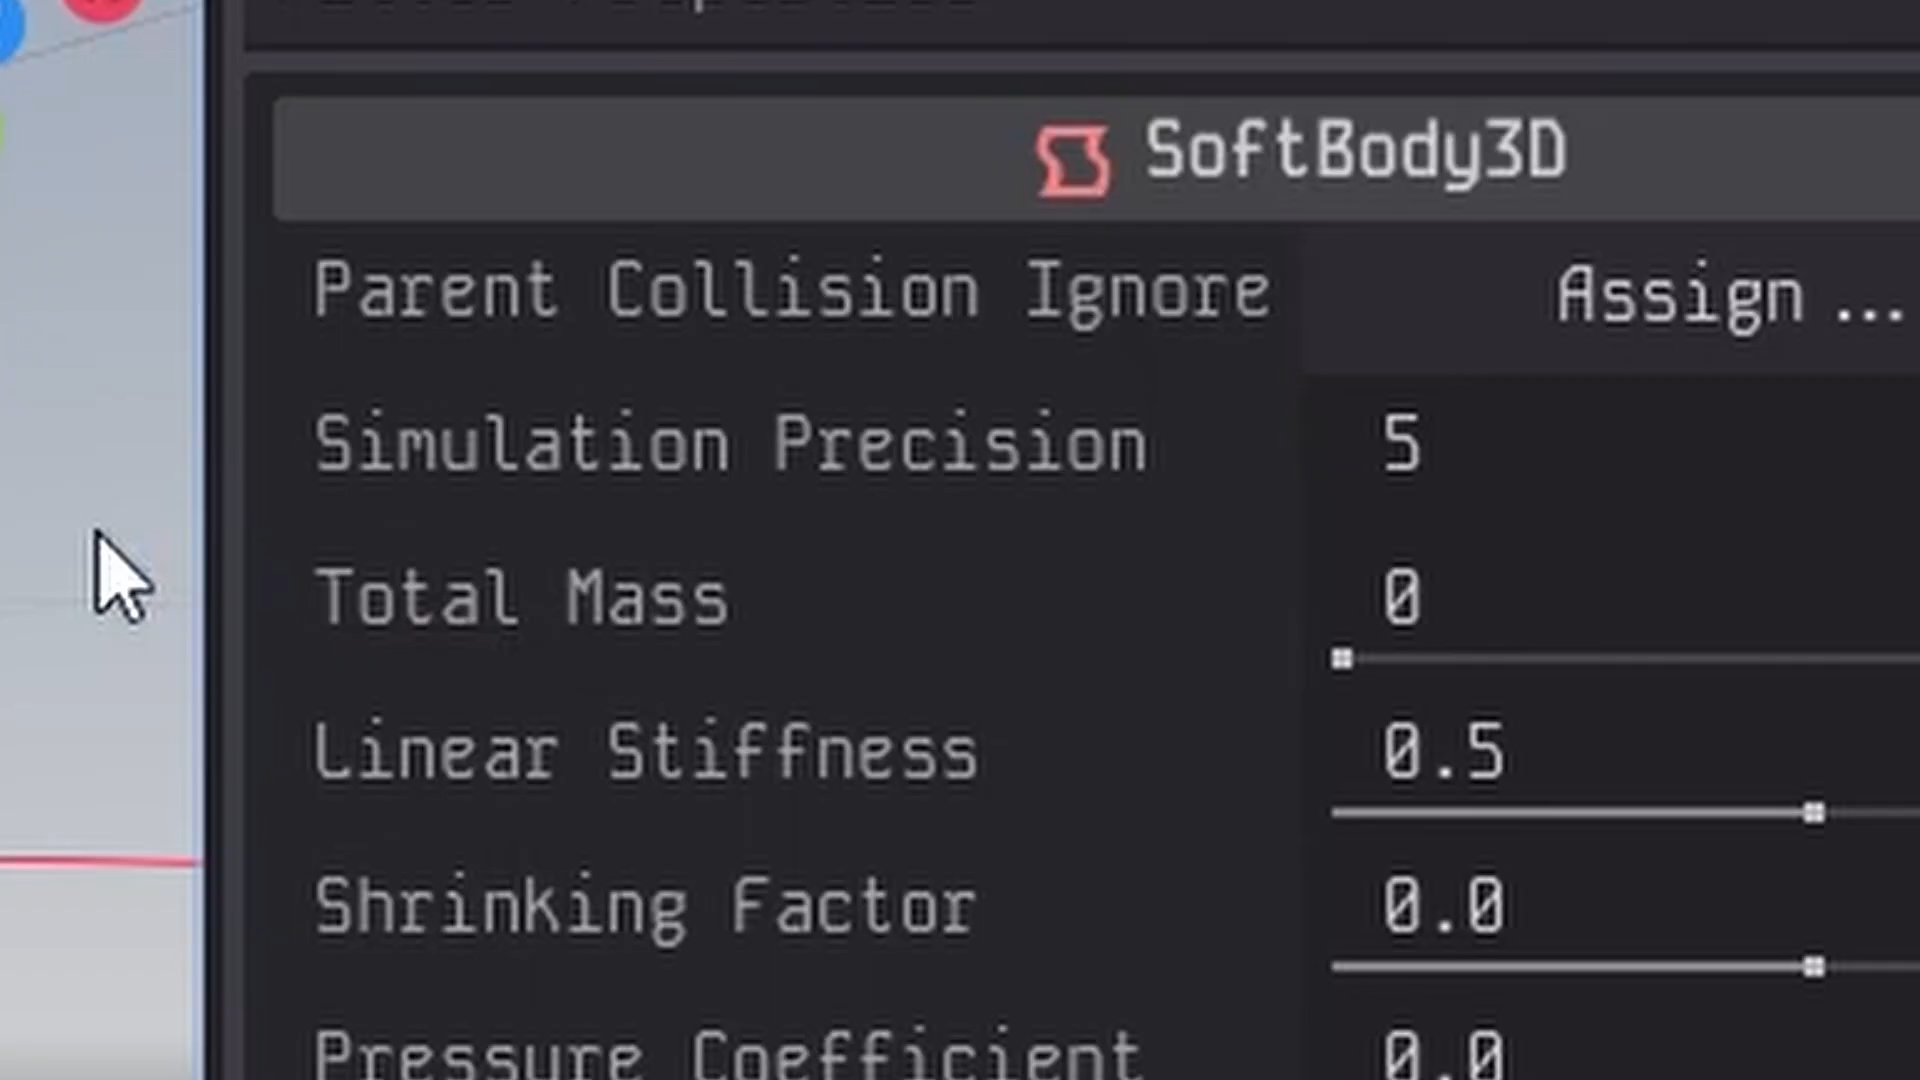 SoftBody3D
Parent Collision Ignore Assign ...
Simulation Precision 5
Total Mass 0
Linear Stiffness 0.5
Shrinking Factor 0.0
Pressure Coefficient 0.0